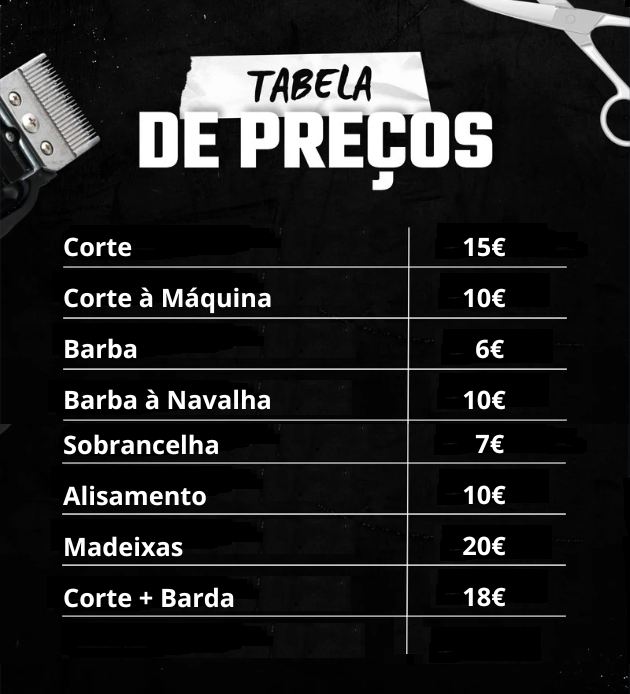 TABELA
DE PREÇOS
Corte 15€
Corte à Máquina 10€
Barba 6€
Barba à Navalha 10€
Sobrancelha 7€
Alisamento 10€
Madeixas 20€
Corte + Barda 18€